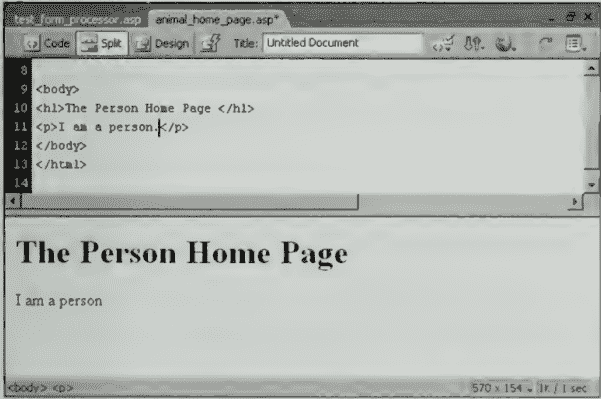 test_form_processor.asp animal_home_page.asp*
Code Split Design Title: Untitled Document
8
9 <body>
10 <h1>The Person Home Page </h1>
11 <p>I am a person.</p>
12 </body>
13 </html>
14
The Person Home Page
I am a person
<body> <p> 570 x 154 1K / 1 sec